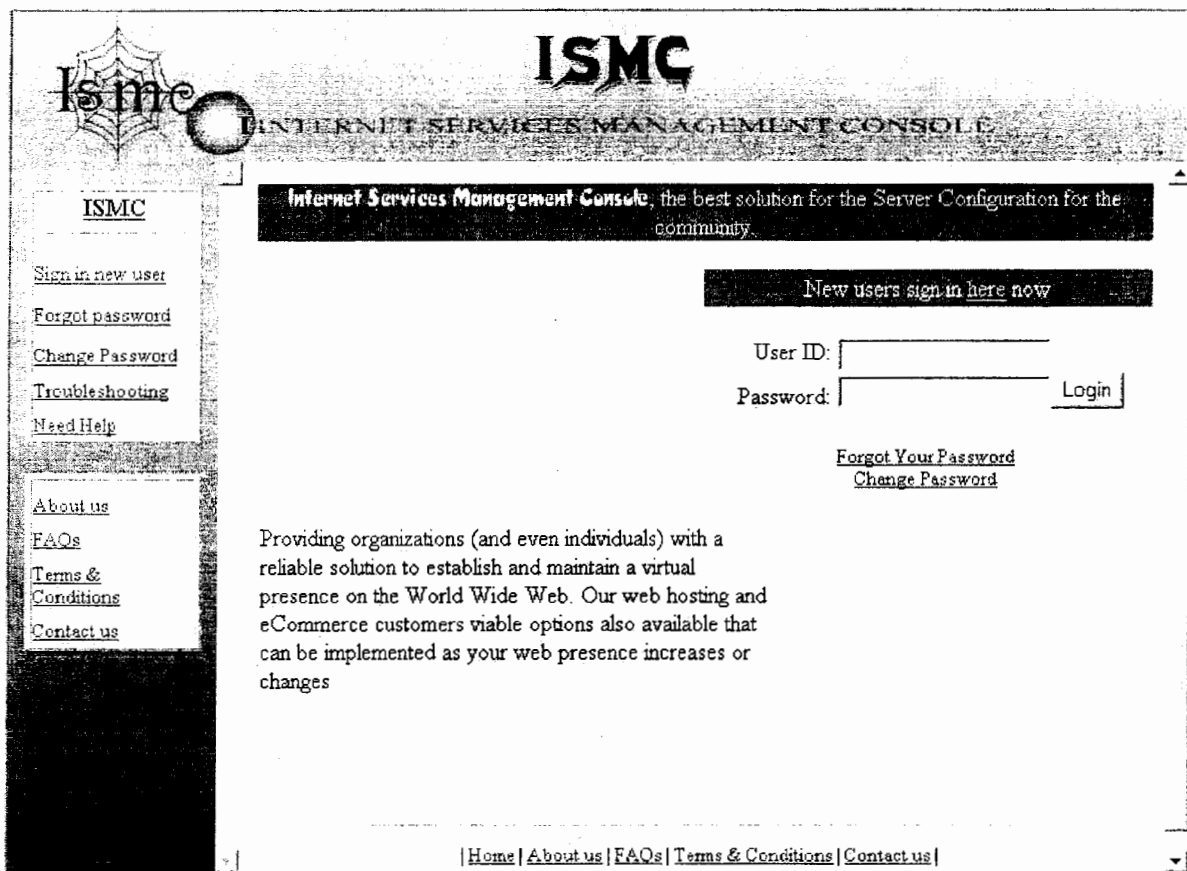 Ismc
ISMC
INTERNET SERVICES MANAGEMENT CONSOLE
ISMC
Sign in new user
Forgot password
Change Password
Troubleshooting
Need Help
About us
FAQs
Terms &
Conditions
Contact us
Internet Services Management Console, the best solution for the Server Configuration for the
community.
New users sign in here now
User ID:
Password:
Login
Forgot Your Password
Change Password
Providing organizations (and even individuals) with a
reliable solution to establish and maintain a virtual
presence on the World Wide Web. Our web hosting and
eCommerce customers viable options also available that
can be implemented as your web presence increases or
changes
| Home | About us | FAQs | Terms & Conditions | Contact us |